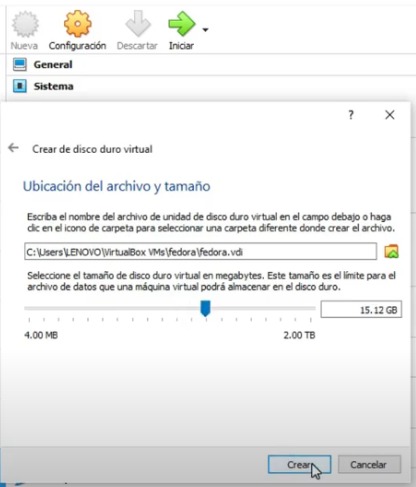 Nueva Configuración Descartar Iniciar
General
Sistema
?
Crear de disco duro virtual
Ubicación del archivo y tamaño
Escriba el nombre del archivo de unidad de disco duro virtual en el campo debajo o haga
clic en el icono de carpeta para seleccionar una carpeta diferente donde crear el archivo.
C:\Users\LENOVO\VirtualBox VMs\fedora\fedora.vdi
Seleccione el tamaño de disco duro virtual en megabytes. Este tamaño es el límite para el
archivo de datos que una máquina virtual podrá almacenar en el disco duro.
15.12 GB
4.00 MB 2.00 TB
Crear Cancelar